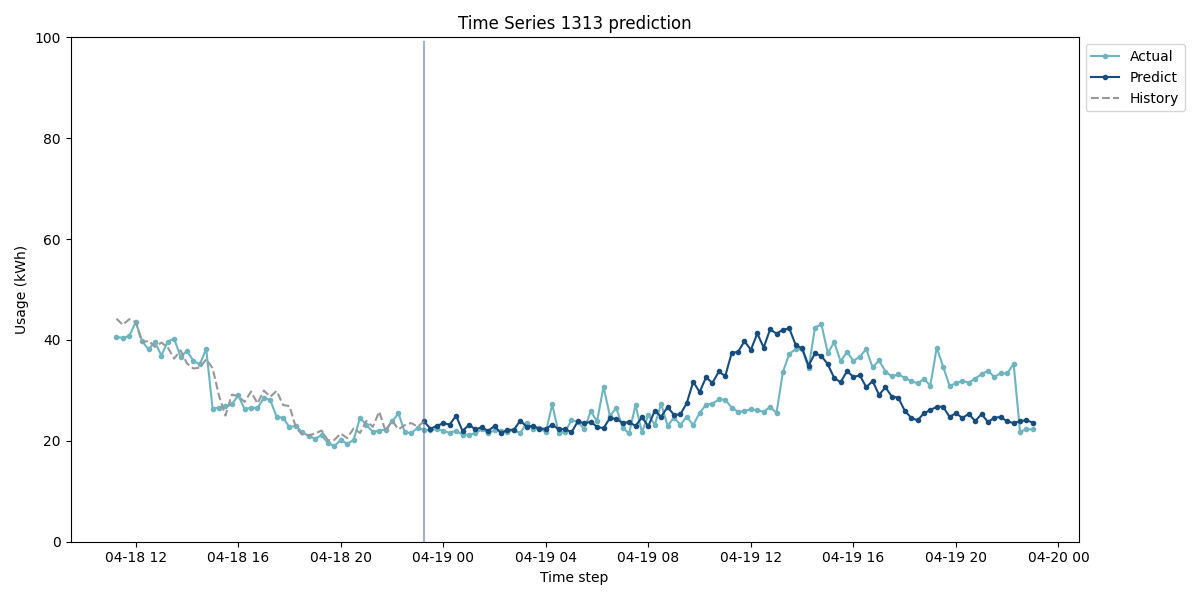 Time Series 1313 prediction
100
80
60
40
20
0
Usage (kWh)
04-18 12
04-18 16
04-18 20
04-19 00
04-19 04
04-19 08
04-19 12
04-19 16
04-19 20
04-20 00
Time step
Actual
Predict
History